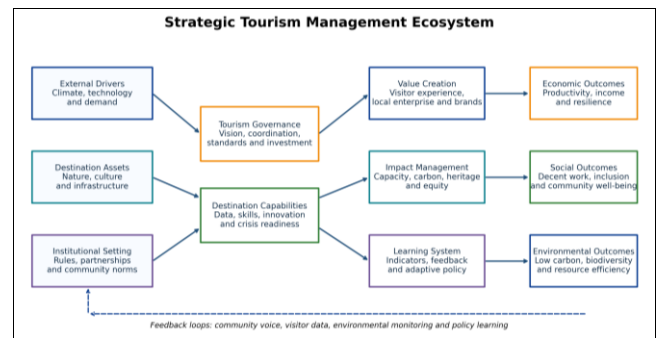 Strategic Tourism Management Ecosystem
External Drivers
Climate, technology
and demand
Tourism Governance
Vision, coordination,
standards and investment
Value Creation
Visitor experience,
local enterprise and brands
Economic Outcomes
Productivity, income
and resilience
Destination Assets
Nature, culture
and infrastructure
Destination Capabilities
Data, skills, innovation
and crisis readiness
Impact Management
Capacity, carbon, heritage
and equity
Social Outcomes
Decent work, inclusion
and community well-being
Institutional Setting
Rules, partnerships
and community norms
Learning System
Indicators, feedback
and adaptive policy
Environmental Outcomes
Low carbon, biodiversity
and resource efficiency
Feedback loops: community voice, visitor data, environmental monitoring and policy learning